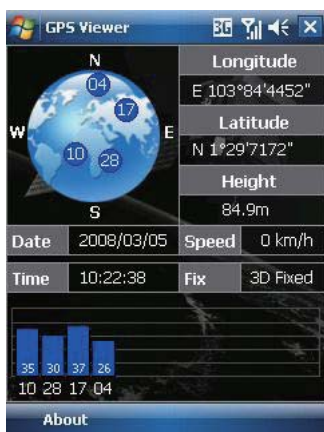 GPS Viewer 3G
N
04
17
W E
10 28
S
Longitude
E 103°84'4452"
Latitude
N 1°29'7172"
Height
84.9m
Date 2008/03/05 Speed 0 km/h
Time 10:22:38 Fix 3D Fixed
35 30 37 26
10 28 17 04
About